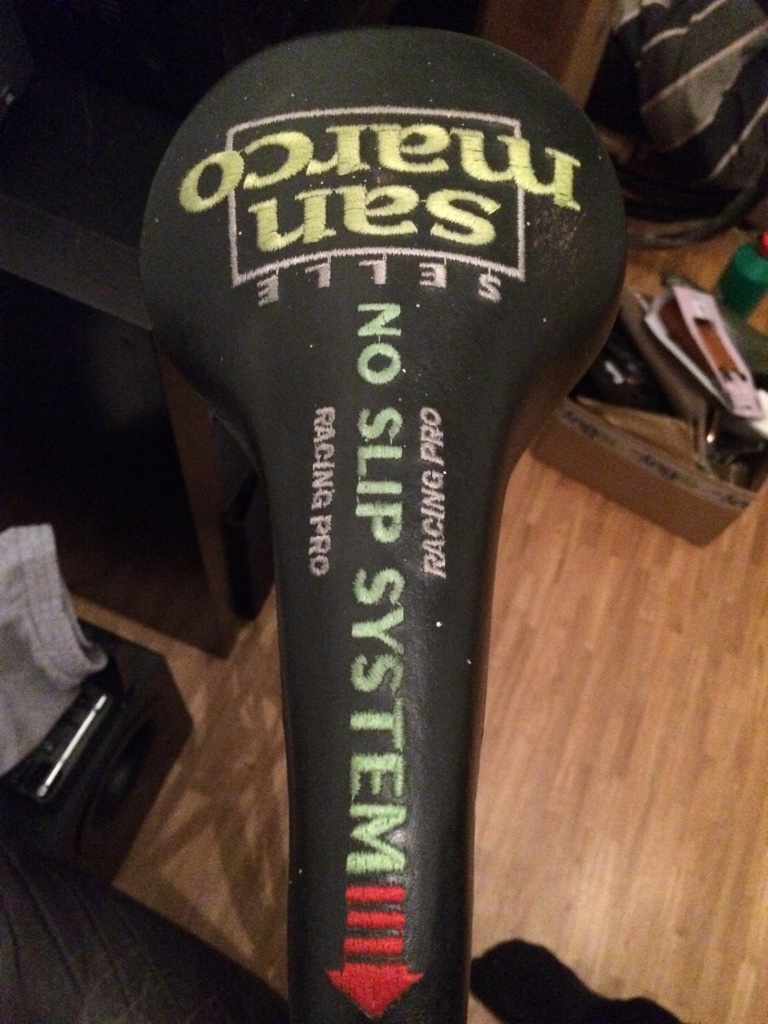 SELLE
san
marco
NO SLIP SYSTEM
RACING PRO
RACING PRO